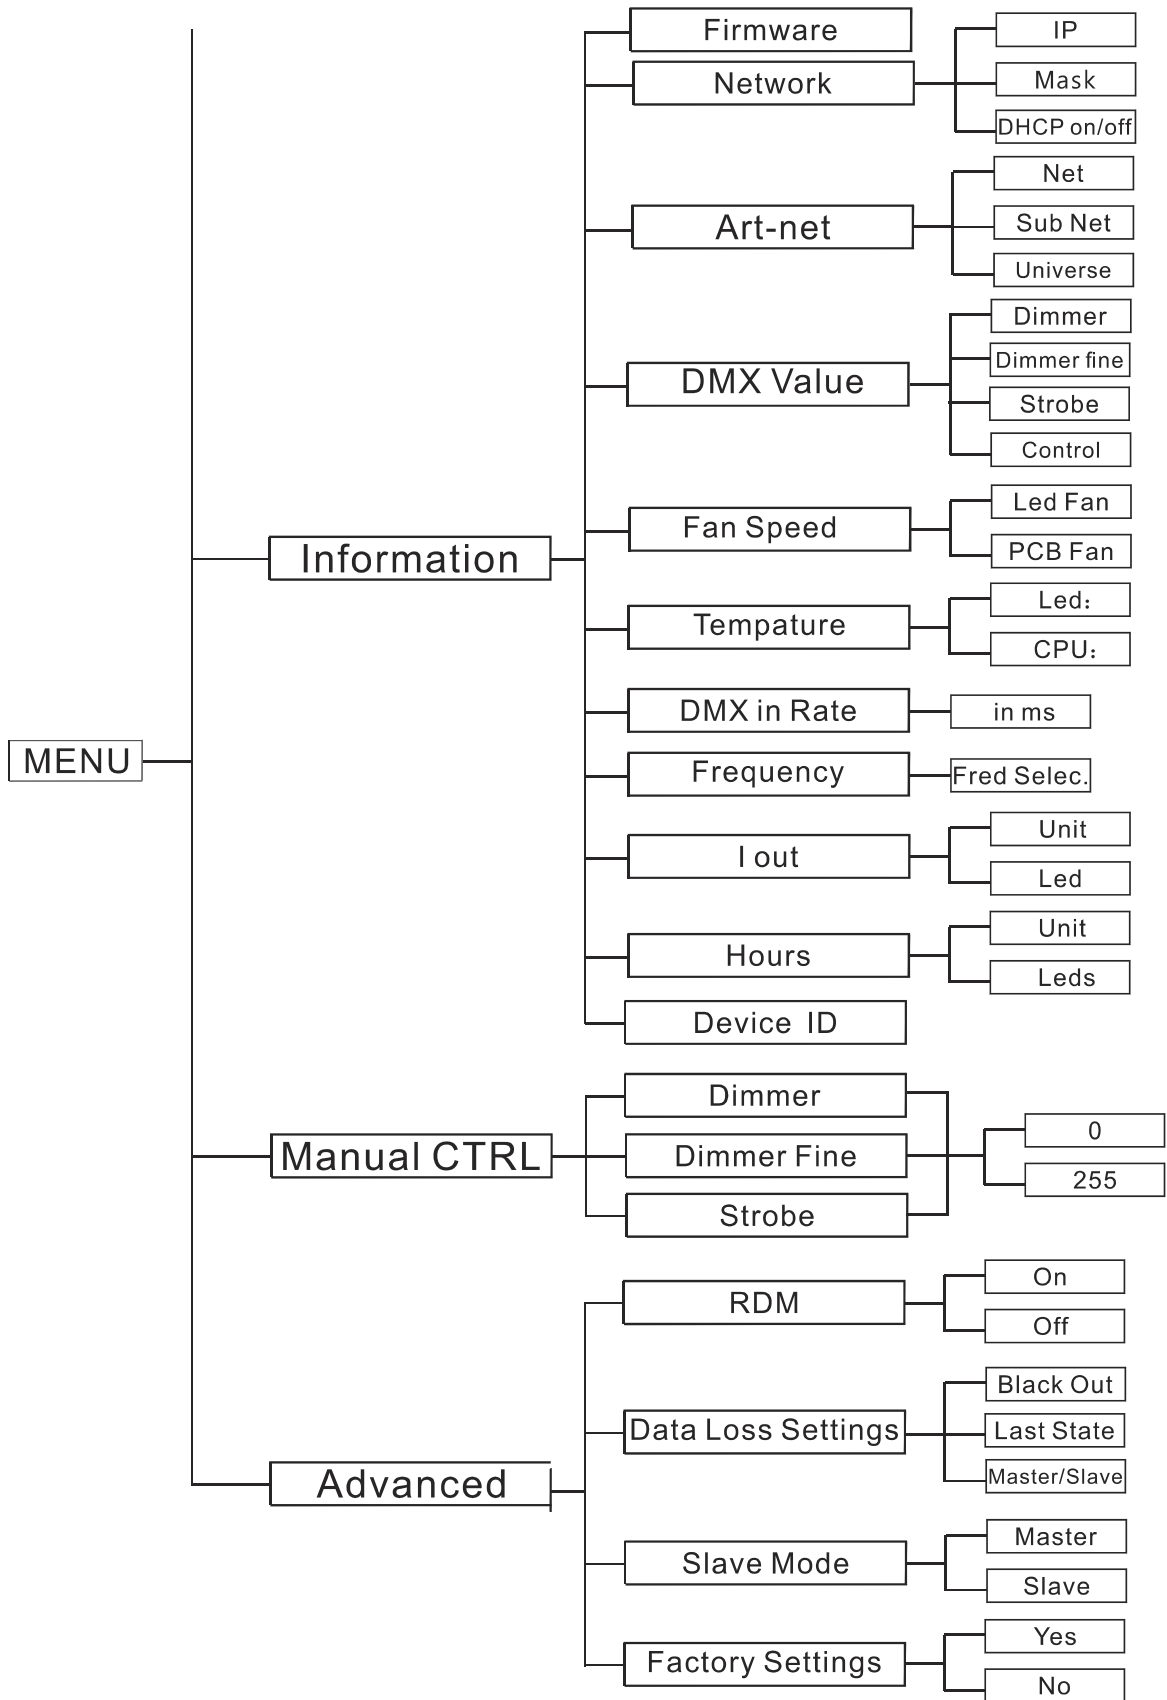 Firmware
IP
Network
Mask
DHCP on/off
Net
Art-net
Sub Net
Universe
Dimmer
DMX Value
Dimmer fine
Strobe
Control
Led Fan
Fan Speed
PCB Fan
Information
Led:
Tempature
CPU:
DMX in Rate
in ms
MENU
Frequency
Fred Selec.
Unit
I out
Led
Unit
Hours
Leds
Device ID
Dimmer
0
Manual CTRL
Dimmer Fine
255
Strobe
On
RDM
Off
Black Out
Data Loss Settings
Last State
Master/Slave
Advanced
Master
Slave Mode
Slave
Yes
Factory Settings
No